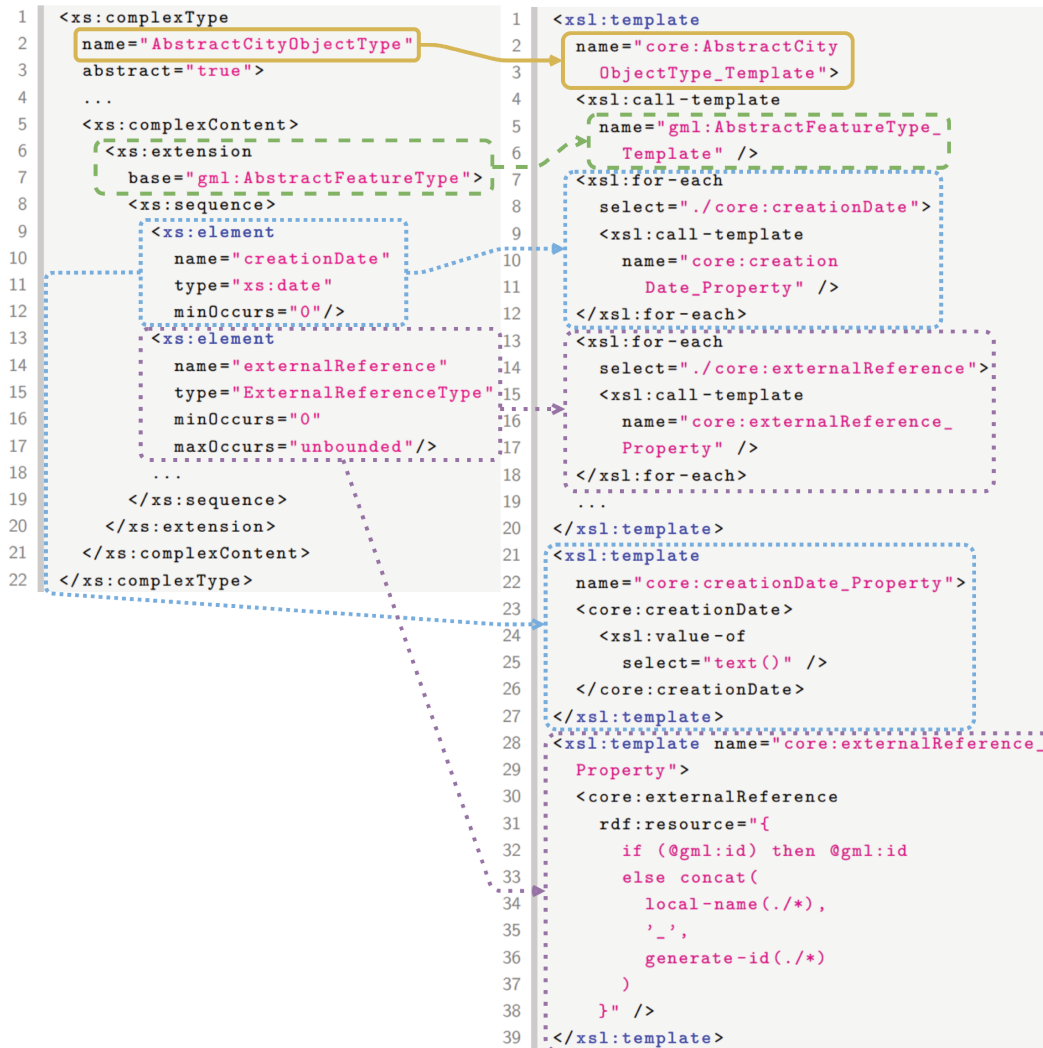 1 <xs:complexType
2 name="AbstractCityObjectType"
3 abstract="true">
4 ...
5 <xs:complexContent>
6 <xs:extension
7 base="gml:AbstractFeatureType">
8 <xs:sequence>
9 <xs:element
10 name="creationDate"
11 type="xs:date"
12 minOccurs="0"/>
13 <xs:element
14 name="externalReference"
15 type="ExternalReferenceType"
16 minOccurs="0"
17 maxOccurs="unbounded"/>
18 ...
19 </xs:sequence>
20 </xs:extension>
21 </xs:complexContent>
22 </xs:complexType>
1 <xsl:template
2 name="core:AbstractCity
3 ObjectType_Template">
4 <xsl:call-template
5 name="gml:AbstractFeatureType_
6 Template" />
7 <xsl:for-each
8 select="./core:creationDate">
9 <xsl:call-template
10 name="core:creation
11 Date_Property" />
12 </xsl:for-each>
13 <xsl:for-each
14 select="./core:externalReference">
15 <xsl:call-template
16 name="core:externalReference_
17 Property" />
18 </xsl:for-each>
19 ...
20 </xsl:template>
21 <xsl:template
22 name="core:creationDate_Property">
23 <core:creationDate>
24 <xsl:value-of
25 select="text()" />
26 </core:creationDate>
27 </xsl:template>
28 <xsl:template name="core:externalReference_
29 Property">
30 <core:externalReference
31 rdf:resource="{
32 if (@gml:id) then @gml:id
33 else concat(
34 local-name(./*),
35 '_',
36 generate-id(./*)
37 )
38 }" />
39 </xsl:template>